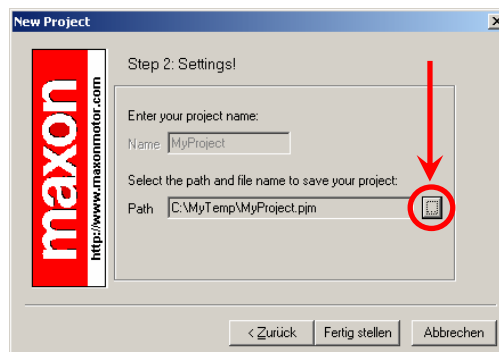 New Project
maxon
http://www.maxonmotor.com
Step 2: Settings!
Enter your project name:
Name MyProject
Select the path and file name to save your project:
Path C:\MyTemp\MyProject.pjm
< Zurück Fertig stellen Abbrechen